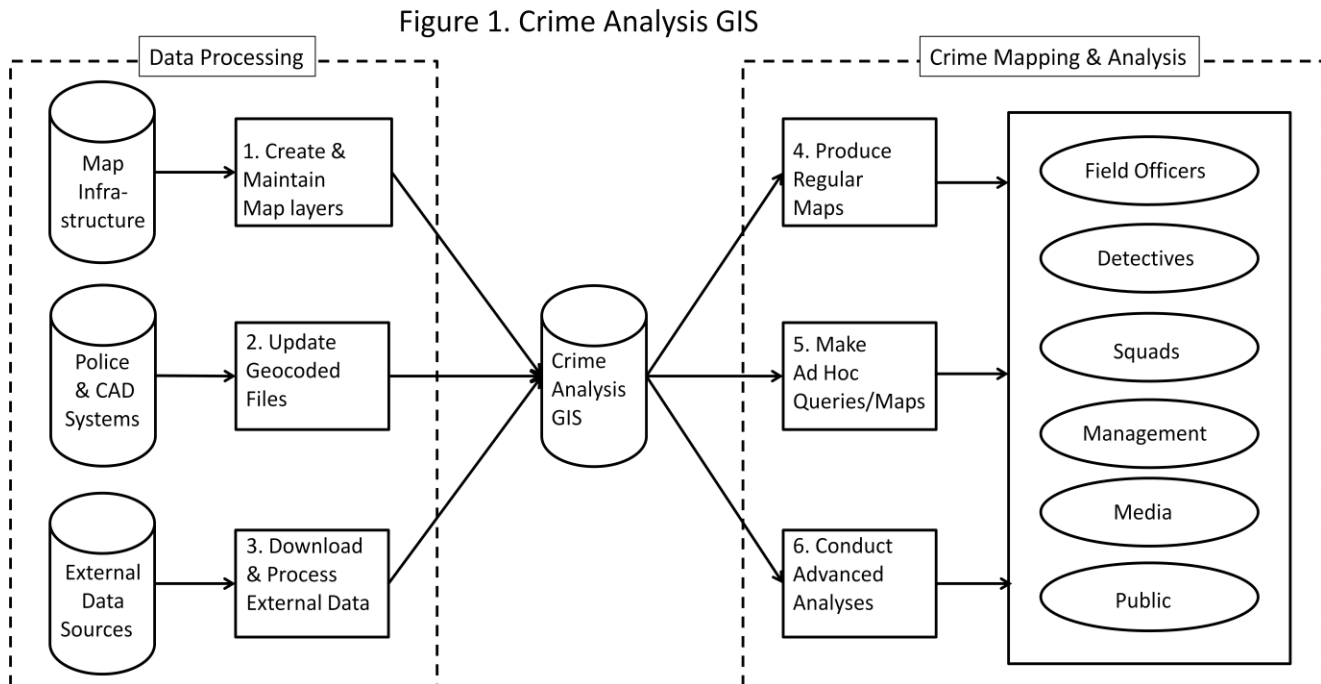 Figure 1. Crime Analysis GIS
Data Processing
Map
Infra-
structure
1. Create &
Maintain
Map layers
Police
& CAD
Systems
2. Update
Geocoded
Files
External
Data
Sources
3. Download
& Process
External Data
Crime
Analysis
GIS
Crime Mapping & Analysis
4. Produce
Regular
Maps
5. Make
Ad Hoc
Queries/Maps
6. Conduct
Advanced
Analyses
Field Officers
Detectives
Squads
Management
Media
Public